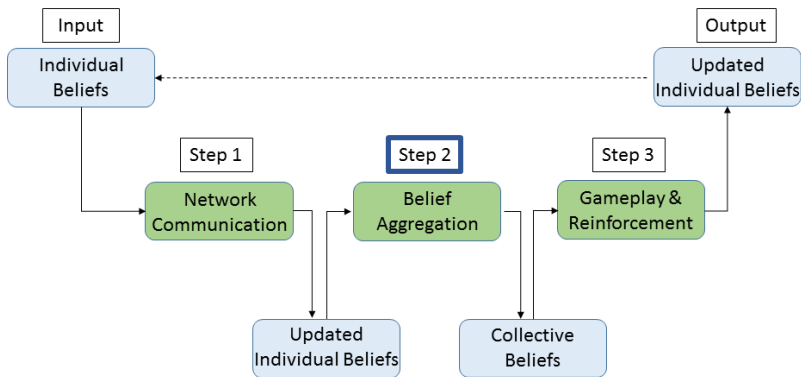 Input
Output
Individual
Beliefs
Updated
Individual Beliefs
Step 1
Step 2
Step 3
Network
Communication
Belief
Aggregation
Gameplay &
Reinforcement
Updated
Individual Beliefs
Collective
Beliefs